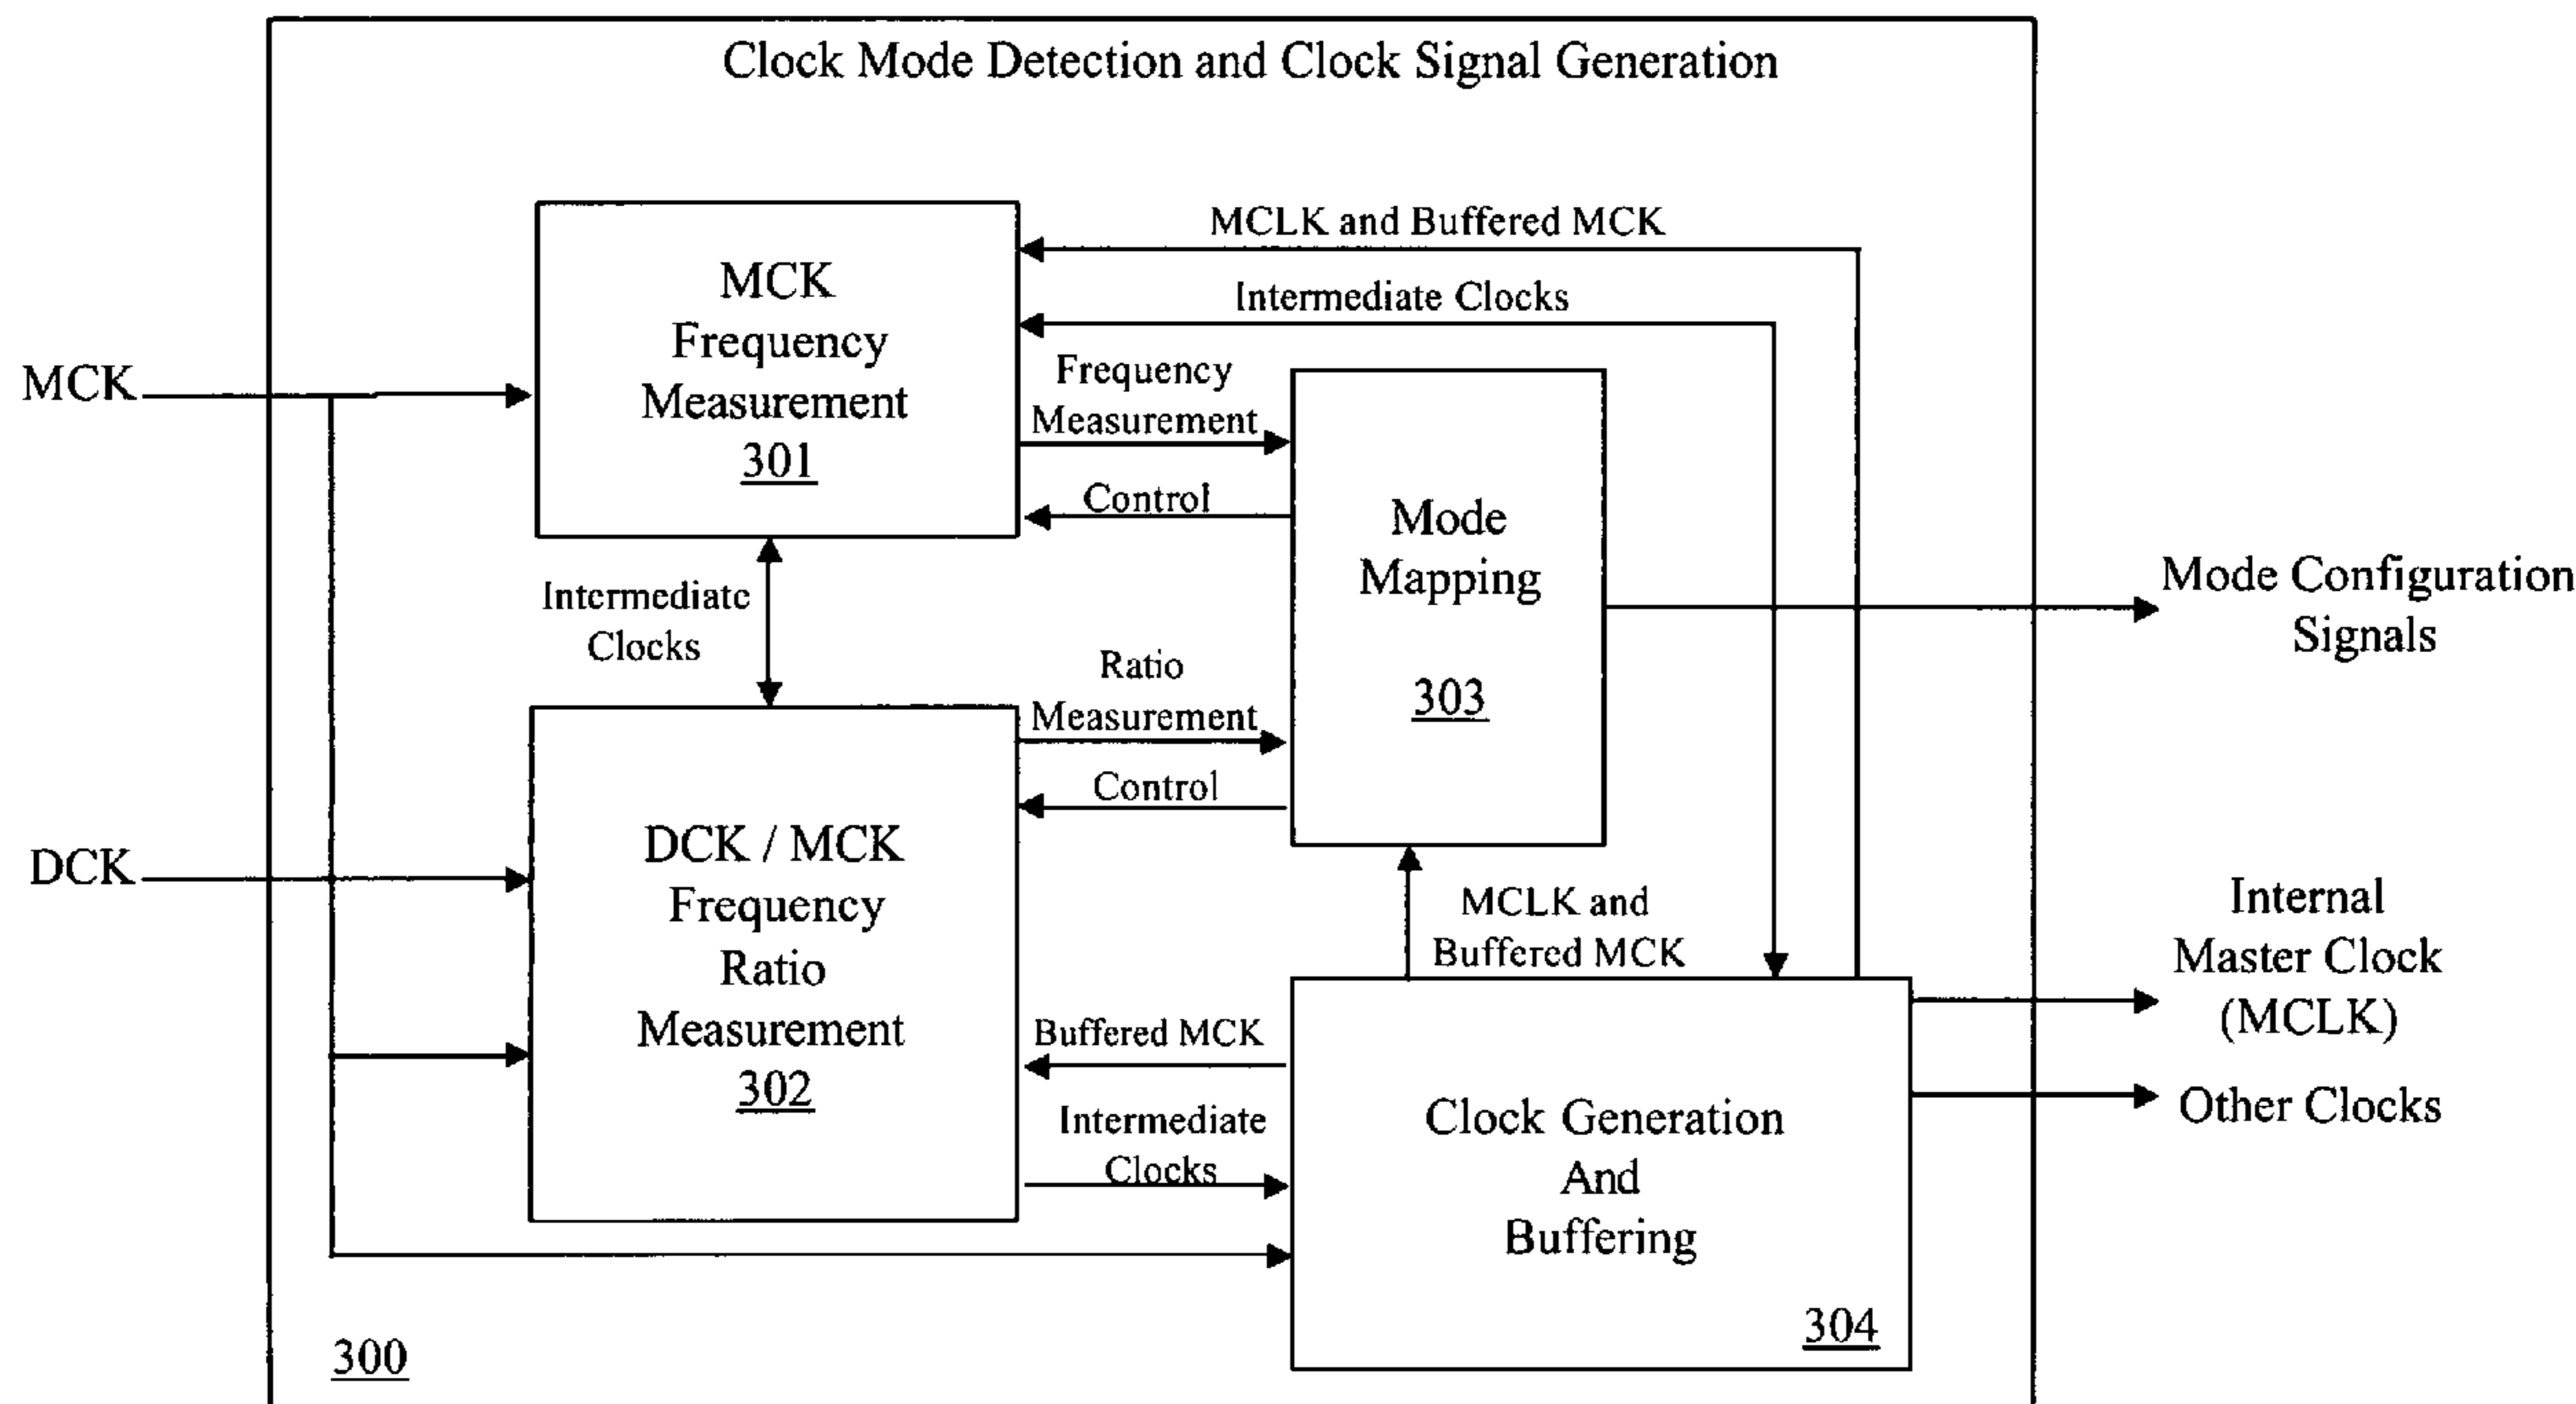 Clock Mode Detection and Clock Signal Generation
MCLK and Buffered MCK
MCK
Frequency
Measurement
301
Intermediate Clocks
Frequency
Measurement
MCK
Control
Mode
Mapping
303
Intermediate
Clocks
Mode Configuration
Signals
Ratio
Measurement
Control
DCK
DCK / MCK
Frequency
Ratio
Measurement
302
MCLK and
Buffered MCK
Internal
Master Clock
(MCLK)
Buffered MCK
Intermediate
Clocks
Clock Generation
And
Buffering
304
Other Clocks
300